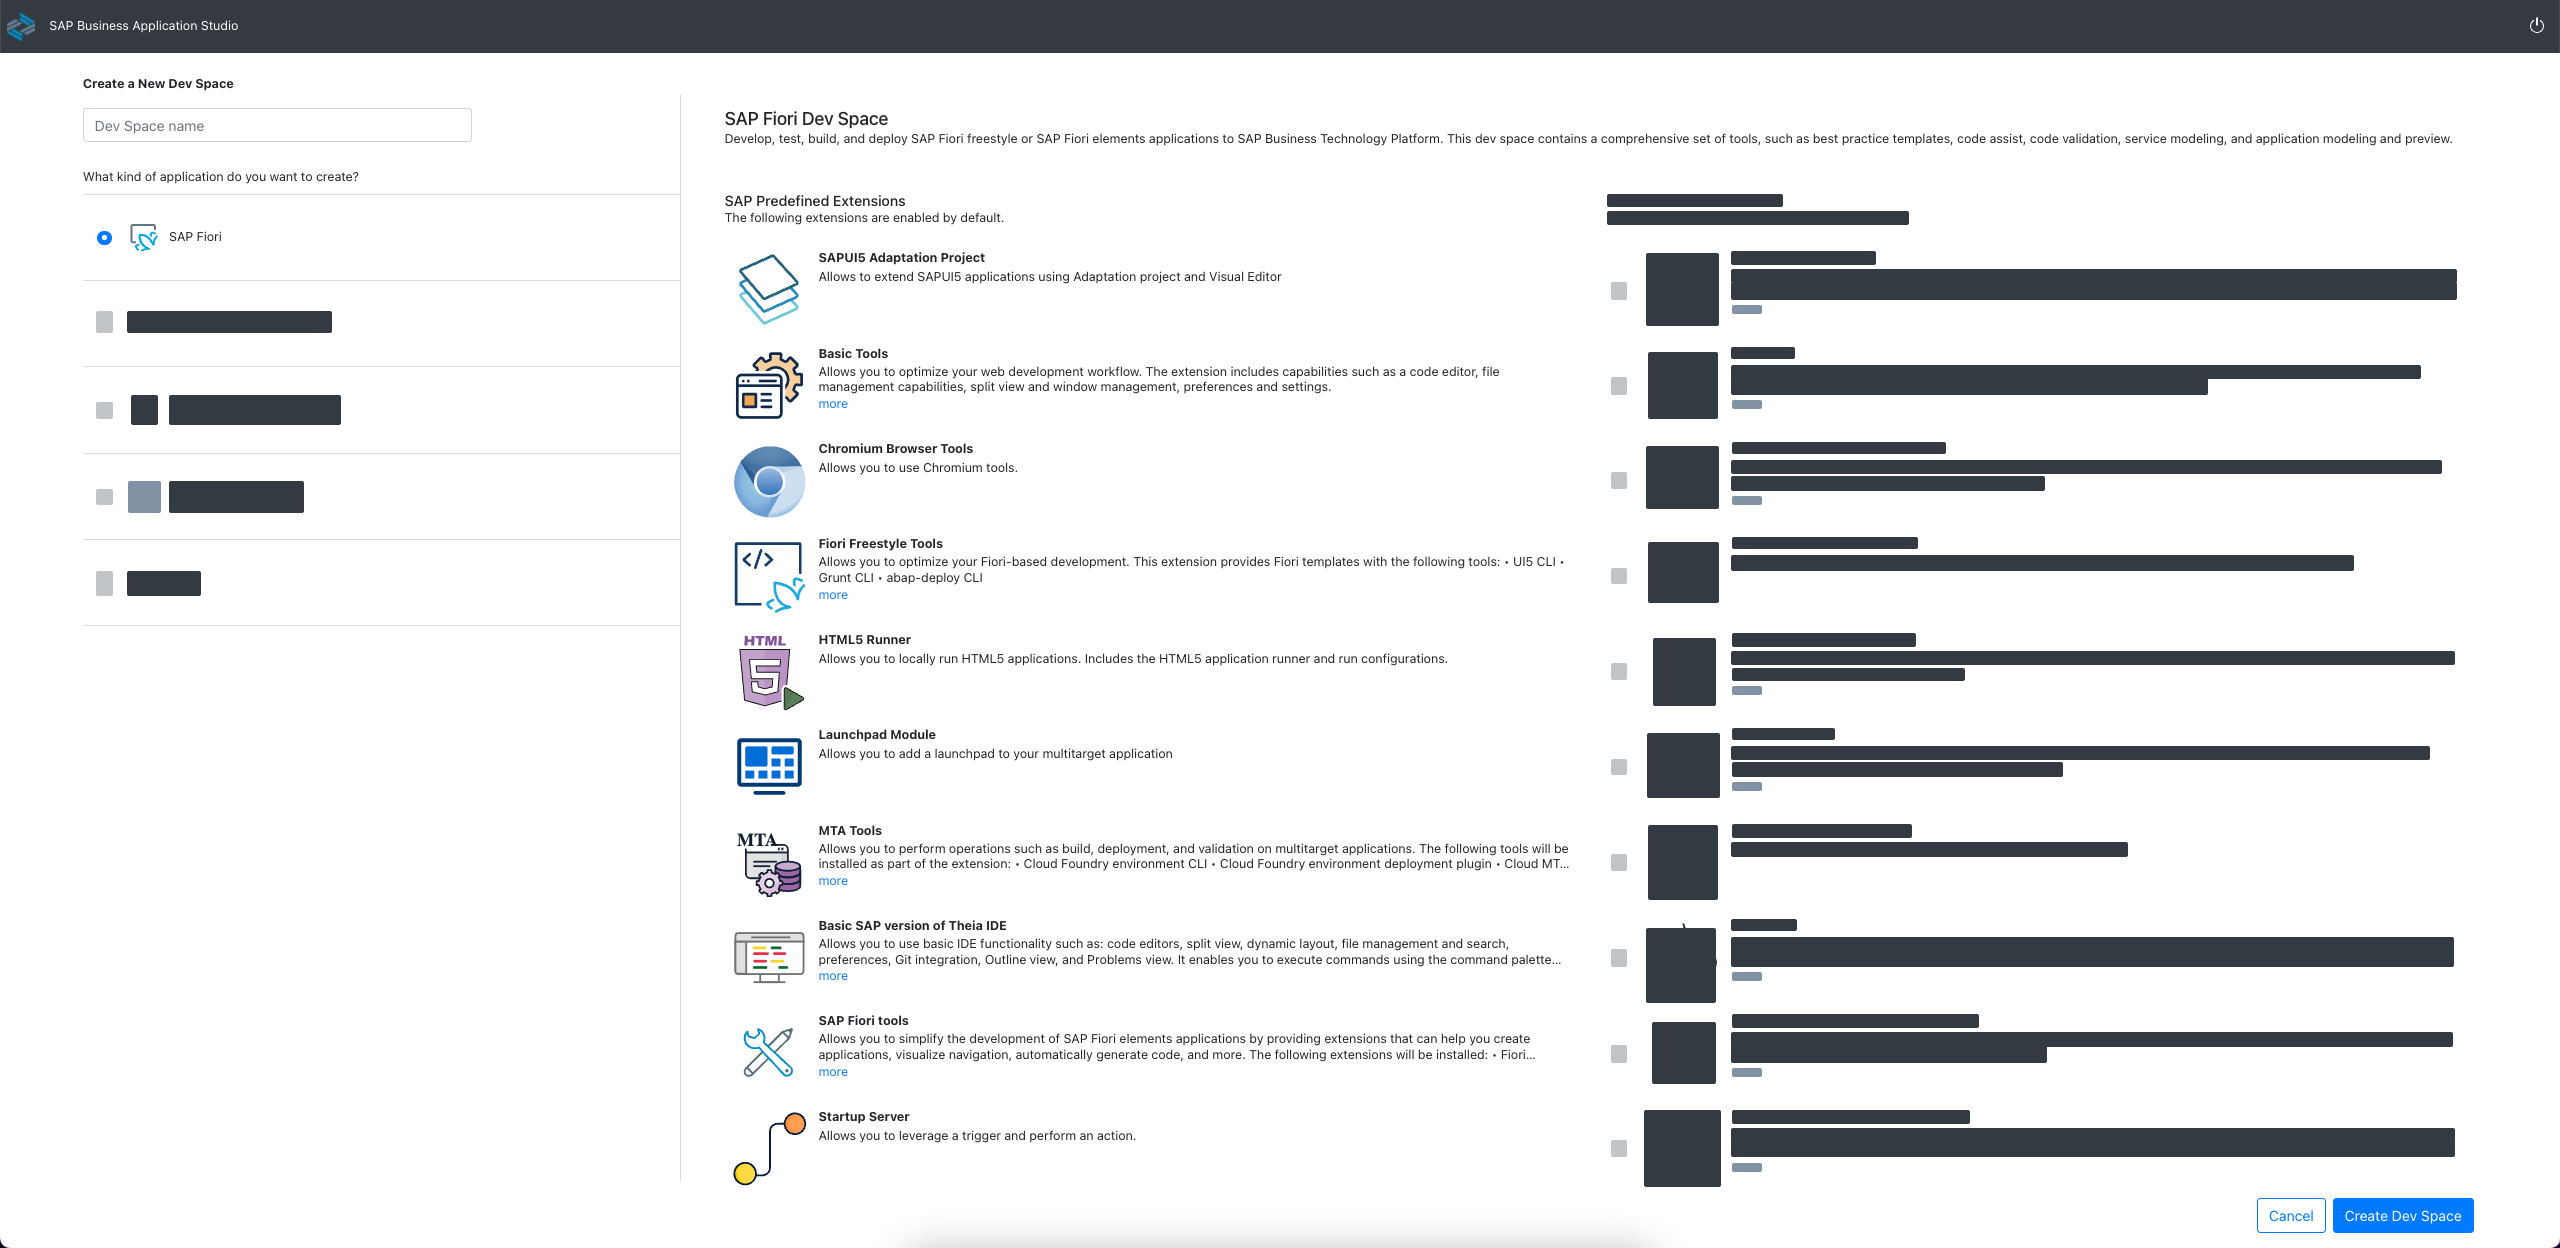 SAP Business Application Studio
Create a New Dev Space
Dev Space name
What kind of application do you want to create?
SAP Fiori
SAP Fiori Dev Space
Develop, test, build, and deploy SAP Fiori freestyle or SAP Fiori elements applications to SAP Business Technology Platform. This dev space contains a comprehensive set of tools, such as best practice templates, code assist, code validation, service modeling, and application modeling and preview.
SAP Predefined Extensions
The following extensions are enabled by default.
SAPUI5 Adaptation Project
Allows to extend SAPUI5 applications using Adaptation project and Visual Editor
Basic Tools
Allows you to optimize your web development workflow. The extension includes capabilities such as a code editor, file
management capabilities, split view and window management, preferences and settings.
more
Chromium Browser Tools
Allows you to use Chromium tools.
Fiori Freestyle Tools
Allows you to optimize your Fiori-based development. This extension provides Fiori templates with the following tools: • UI5 CLI •
Grunt CLI • abap-deploy CLI
more
HTML
5
HTML5 Runner
Allows you to locally run HTML5 applications. Includes the HTML5 application runner and run configurations.
Launchpad Module
Allows you to add a launchpad to your multitarget application
MTA
MTA Tools
Allows you to perform operations such as build, deployment, and validation on multitarget applications. The following tools will be
installed as part of the extension: • Cloud Foundry environment CLI • Cloud Foundry environment deployment plugin • Cloud MT...
more
Basic SAP version of Theia IDE
Allows you to use basic IDE functionality such as: code editors, split view, dynamic layout, file management and search,
preferences, Git integration, Outline view, and Problems view. It enables you to execute commands using the command palette...
more
SAP Fiori tools
Allows you to simplify the development of SAP Fiori elements applications by providing extensions that can help you create
applications, visualize navigation, automatically generate code, and more. The following extensions will be installed: • Fiori...
more
Startup Server
Allows you to leverage a trigger and perform an action.
Cancel
Create Dev Space